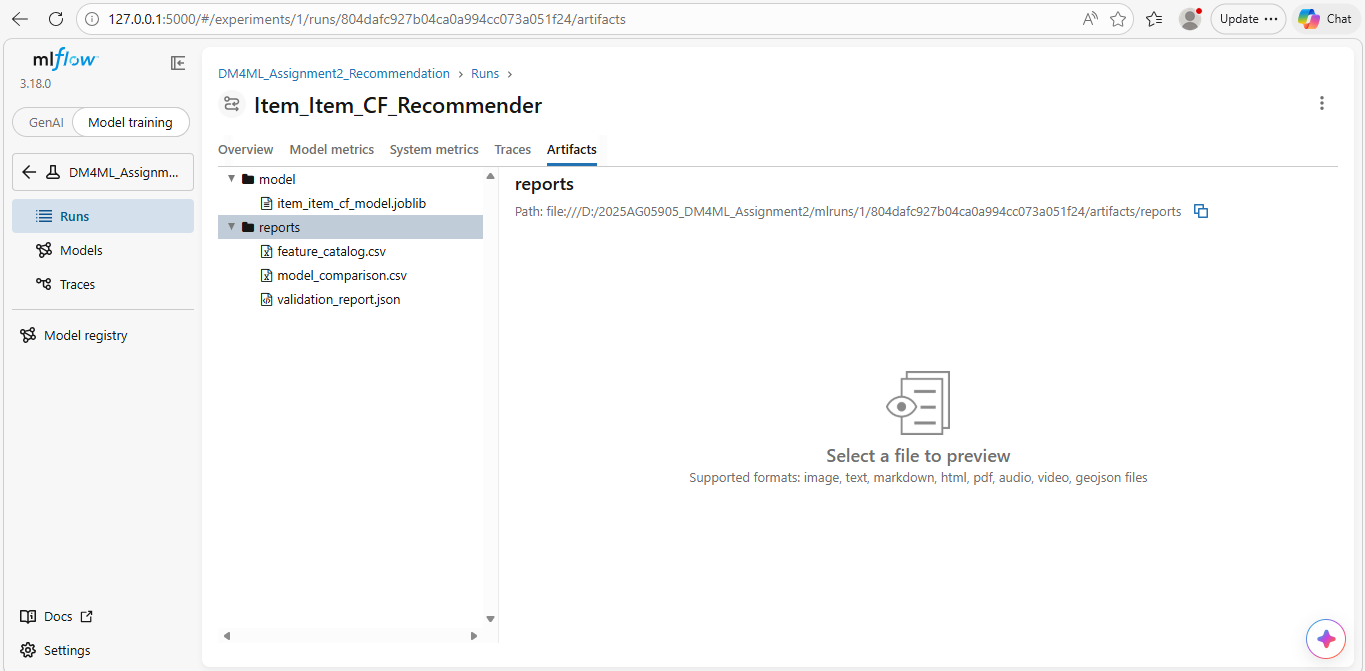 127.0.0.1:5000/#/experiments/1/runs/804dafc927b04ca0a994cc073a051f24/artifacts
Update
Chat
mlflow
3.18.0
GenAI
Model training
DM4ML_Assignm...
Runs
Models
Traces
Model registry
Docs
Settings
DM4ML_Assignment2_Recommendation > Runs >
Item_Item_CF_Recommender
Overview Model metrics System metrics Traces Artifacts
model
item_item_cf_model.joblib
reports
feature_catalog.csv
model_comparison.csv
validation_report.json
reports
Path: file:///D:/2025AG05905_DM4ML_Assignment2/mlruns/1/804dafc927b04ca0a994cc073a051f24/artifacts/reports
Select a file to preview
Supported formats: image, text, markdown, html, pdf, audio, video, geojson files